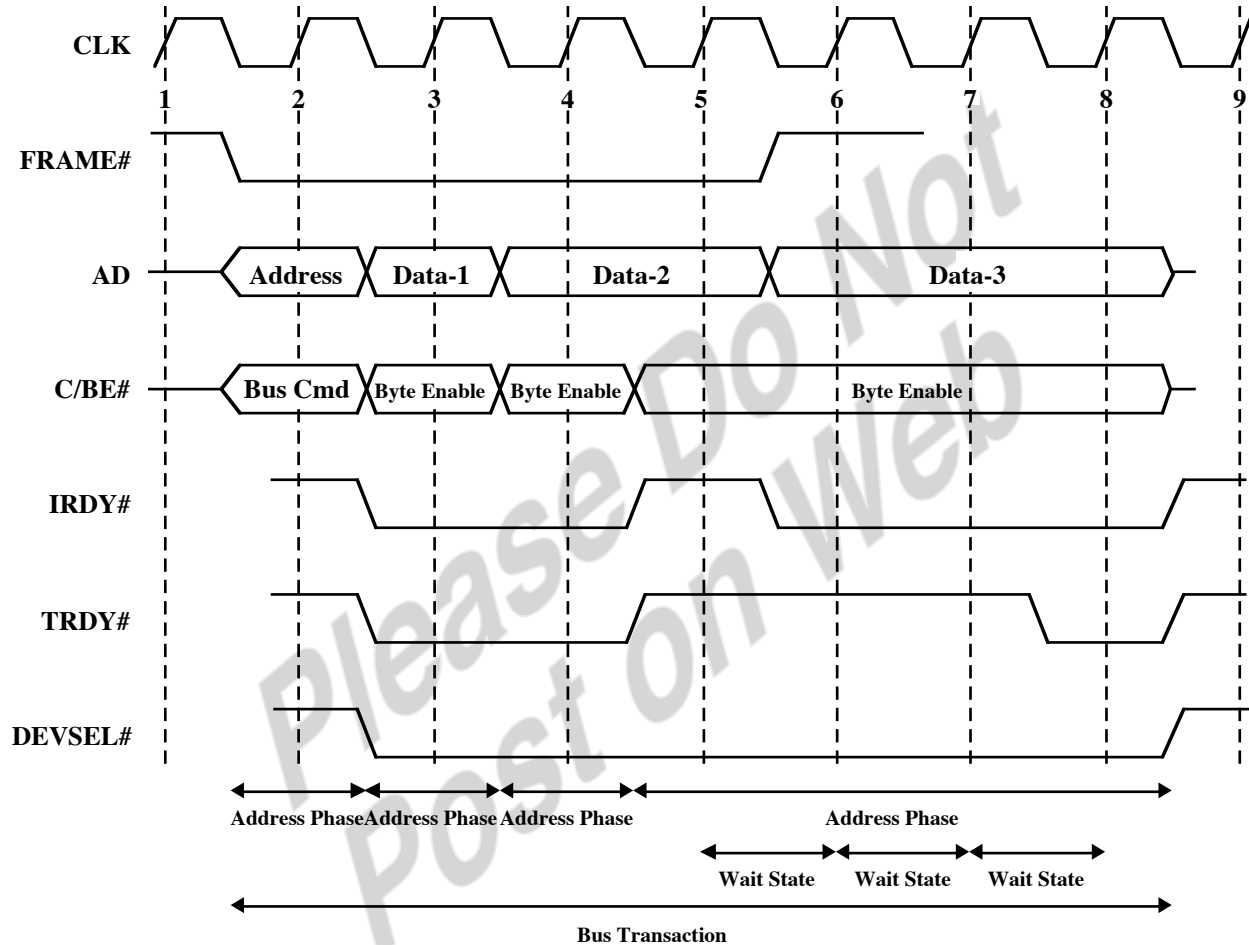 CLK
1 2 3 4 5 6 7 8 9
FRAME#
AD Address Data-1 Data-2 Data-3
C/BE# Bus Cmd Byte Enable Byte Enable Byte Enable
IRDY#
TRDY#
DEVSEL#
Address Phase Address Phase Address Phase Address Phase
Wait State Wait State Wait State
Bus Transaction
Please Do Not
Post on Web